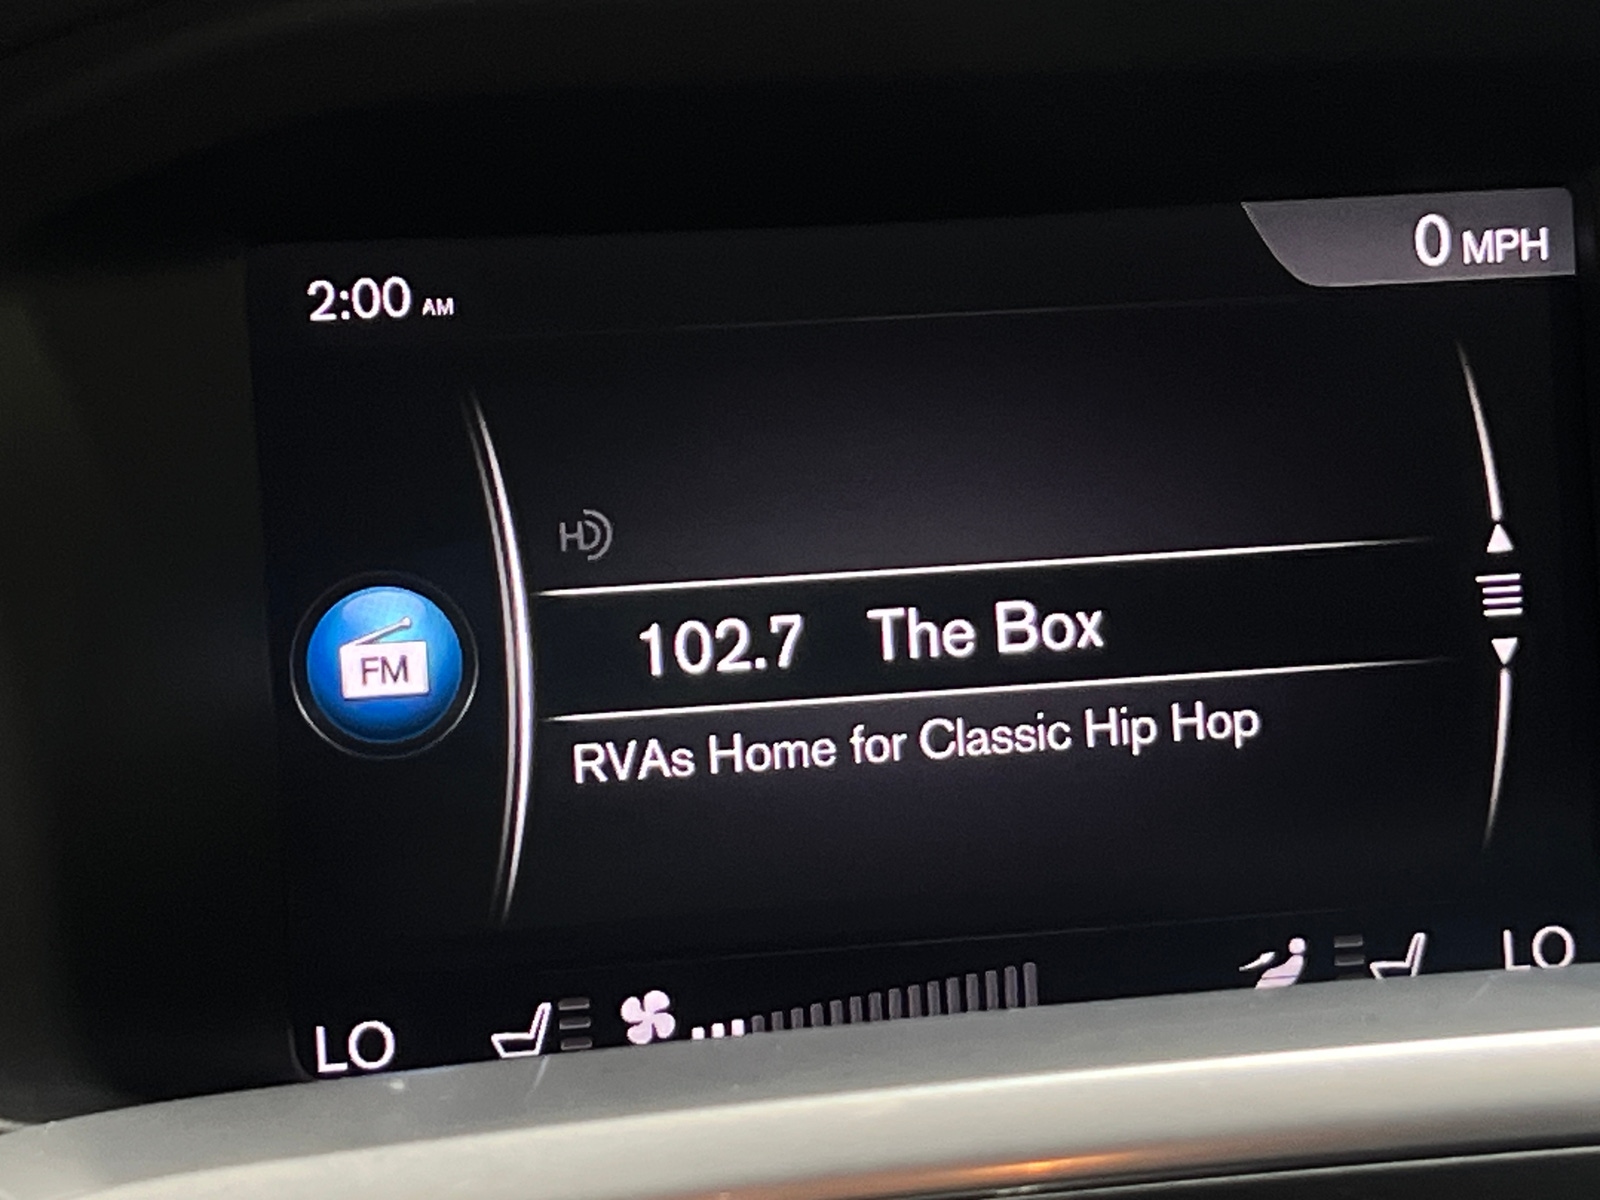 0 MPH
2:00 AM
HD
102.7 The Box
FM
RVAs Home for Classic Hip Hop
LO
LO